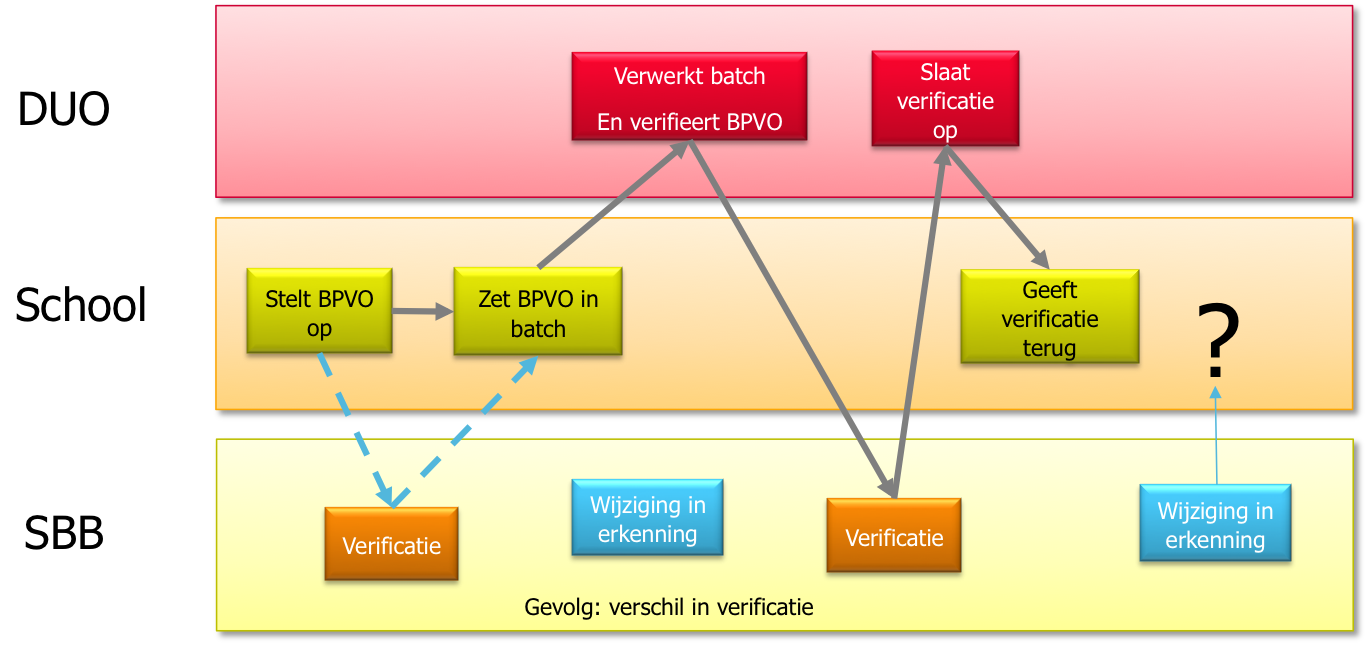 DUO
Verwerkt batch
En verifieert BPVO
Slaat
verificatie
op
School
Stelt BPVO
op
Zet BPVO in
batch
Geeft
verificatie
terug
?
SBB
Verificatie
Wijziging in
erkenning
Verificatie
Wijziging in
erkenning
Gevolg: verschil in verificatie